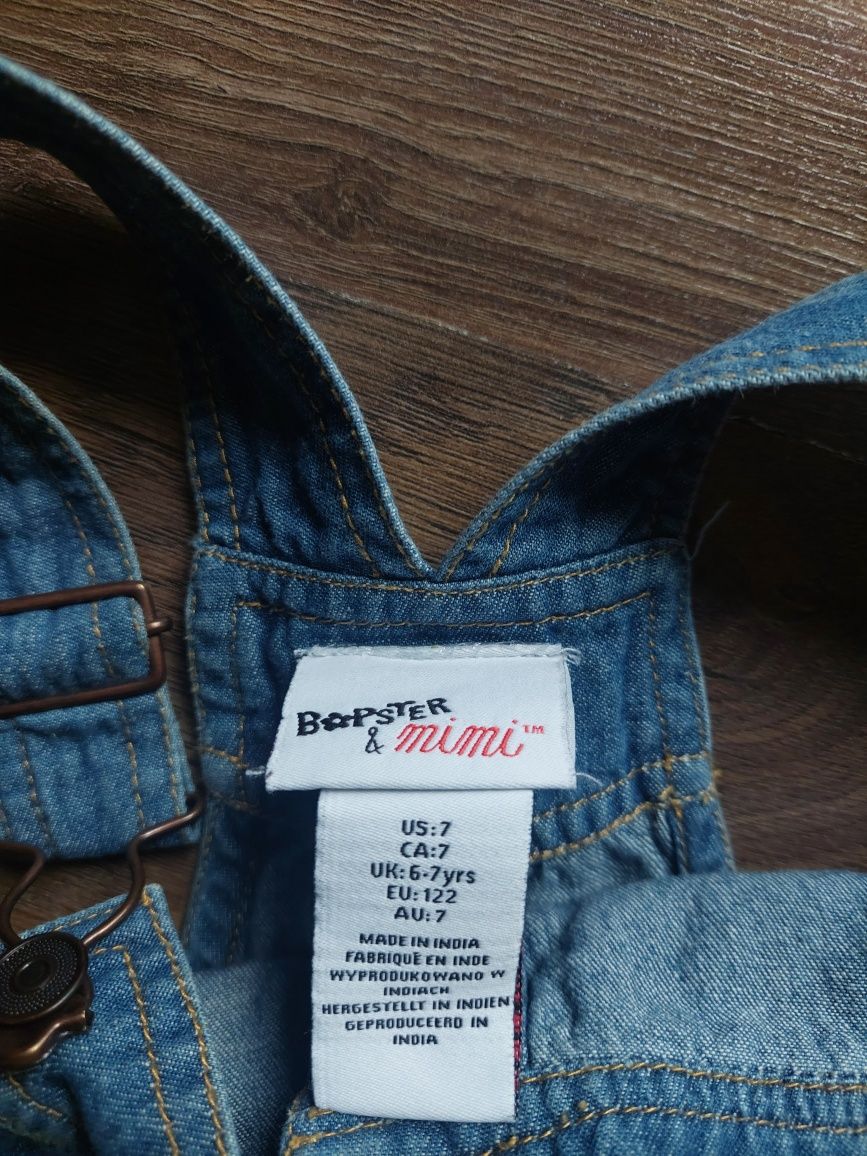 BOPSTER
& mimi™
US:7
CA:7
UK: 6-7yrs
EU: 122
AU: 7
MADE IN INDIA
FABRIQUÉ EN INDE
WYPRODUKOWANO W
INDIACH
HERGESTELLT IN INDIEN
GEPRODUCEERD IN
INDIA